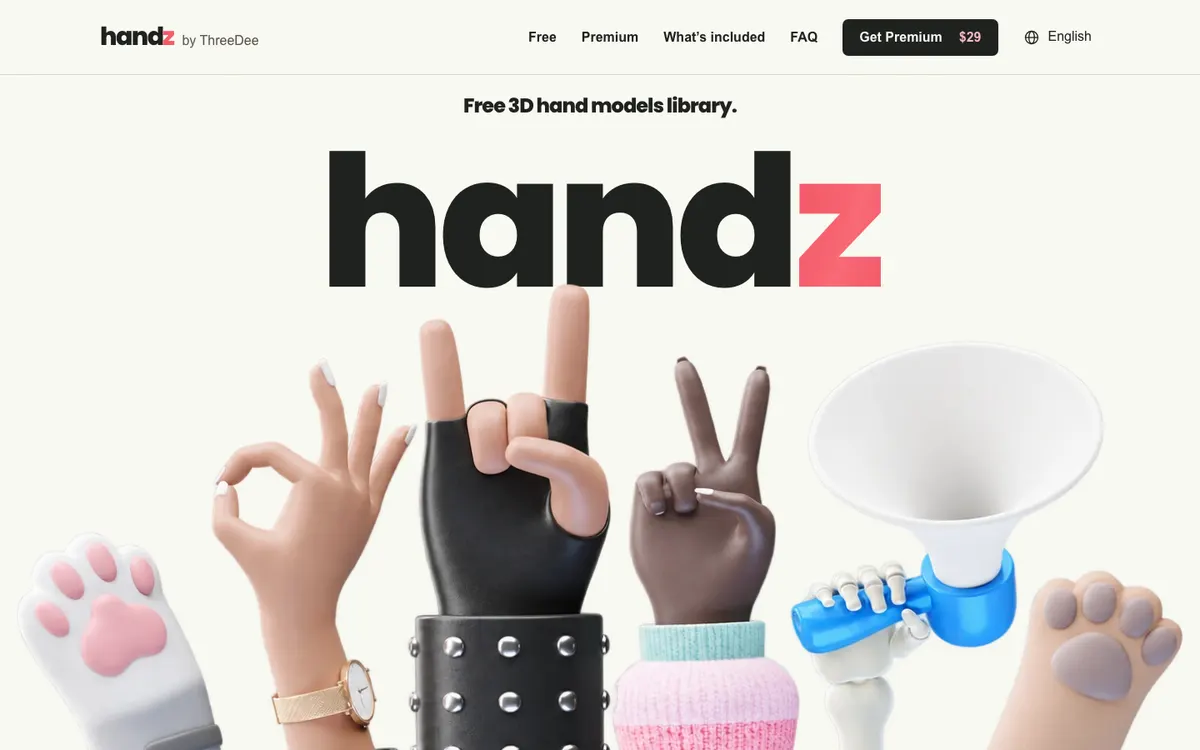 handz by ThreeDee
Free Premium What's included FAQ Get Premium $29 English
Free 3D hand models library.
handz